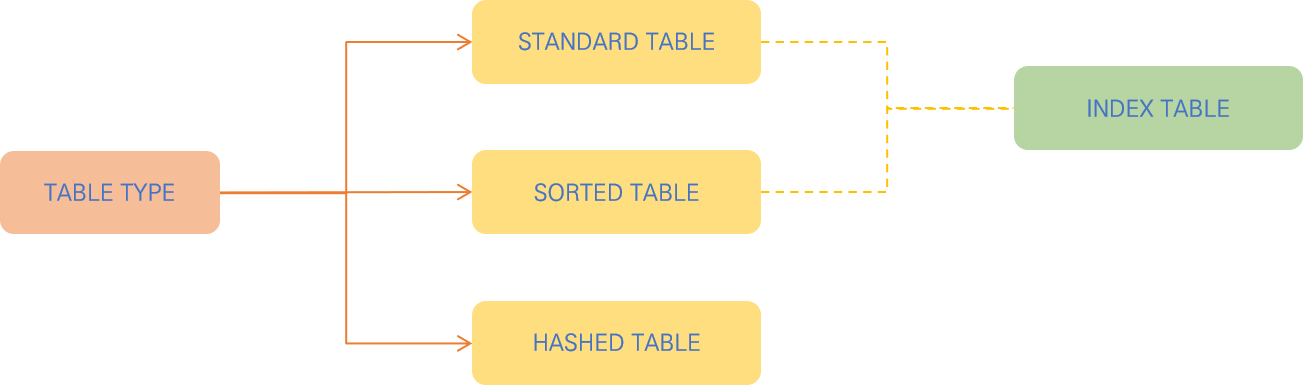 STANDARD TABLE
INDEX TABLE
TABLE TYPE
SORTED TABLE
HASHED TABLE